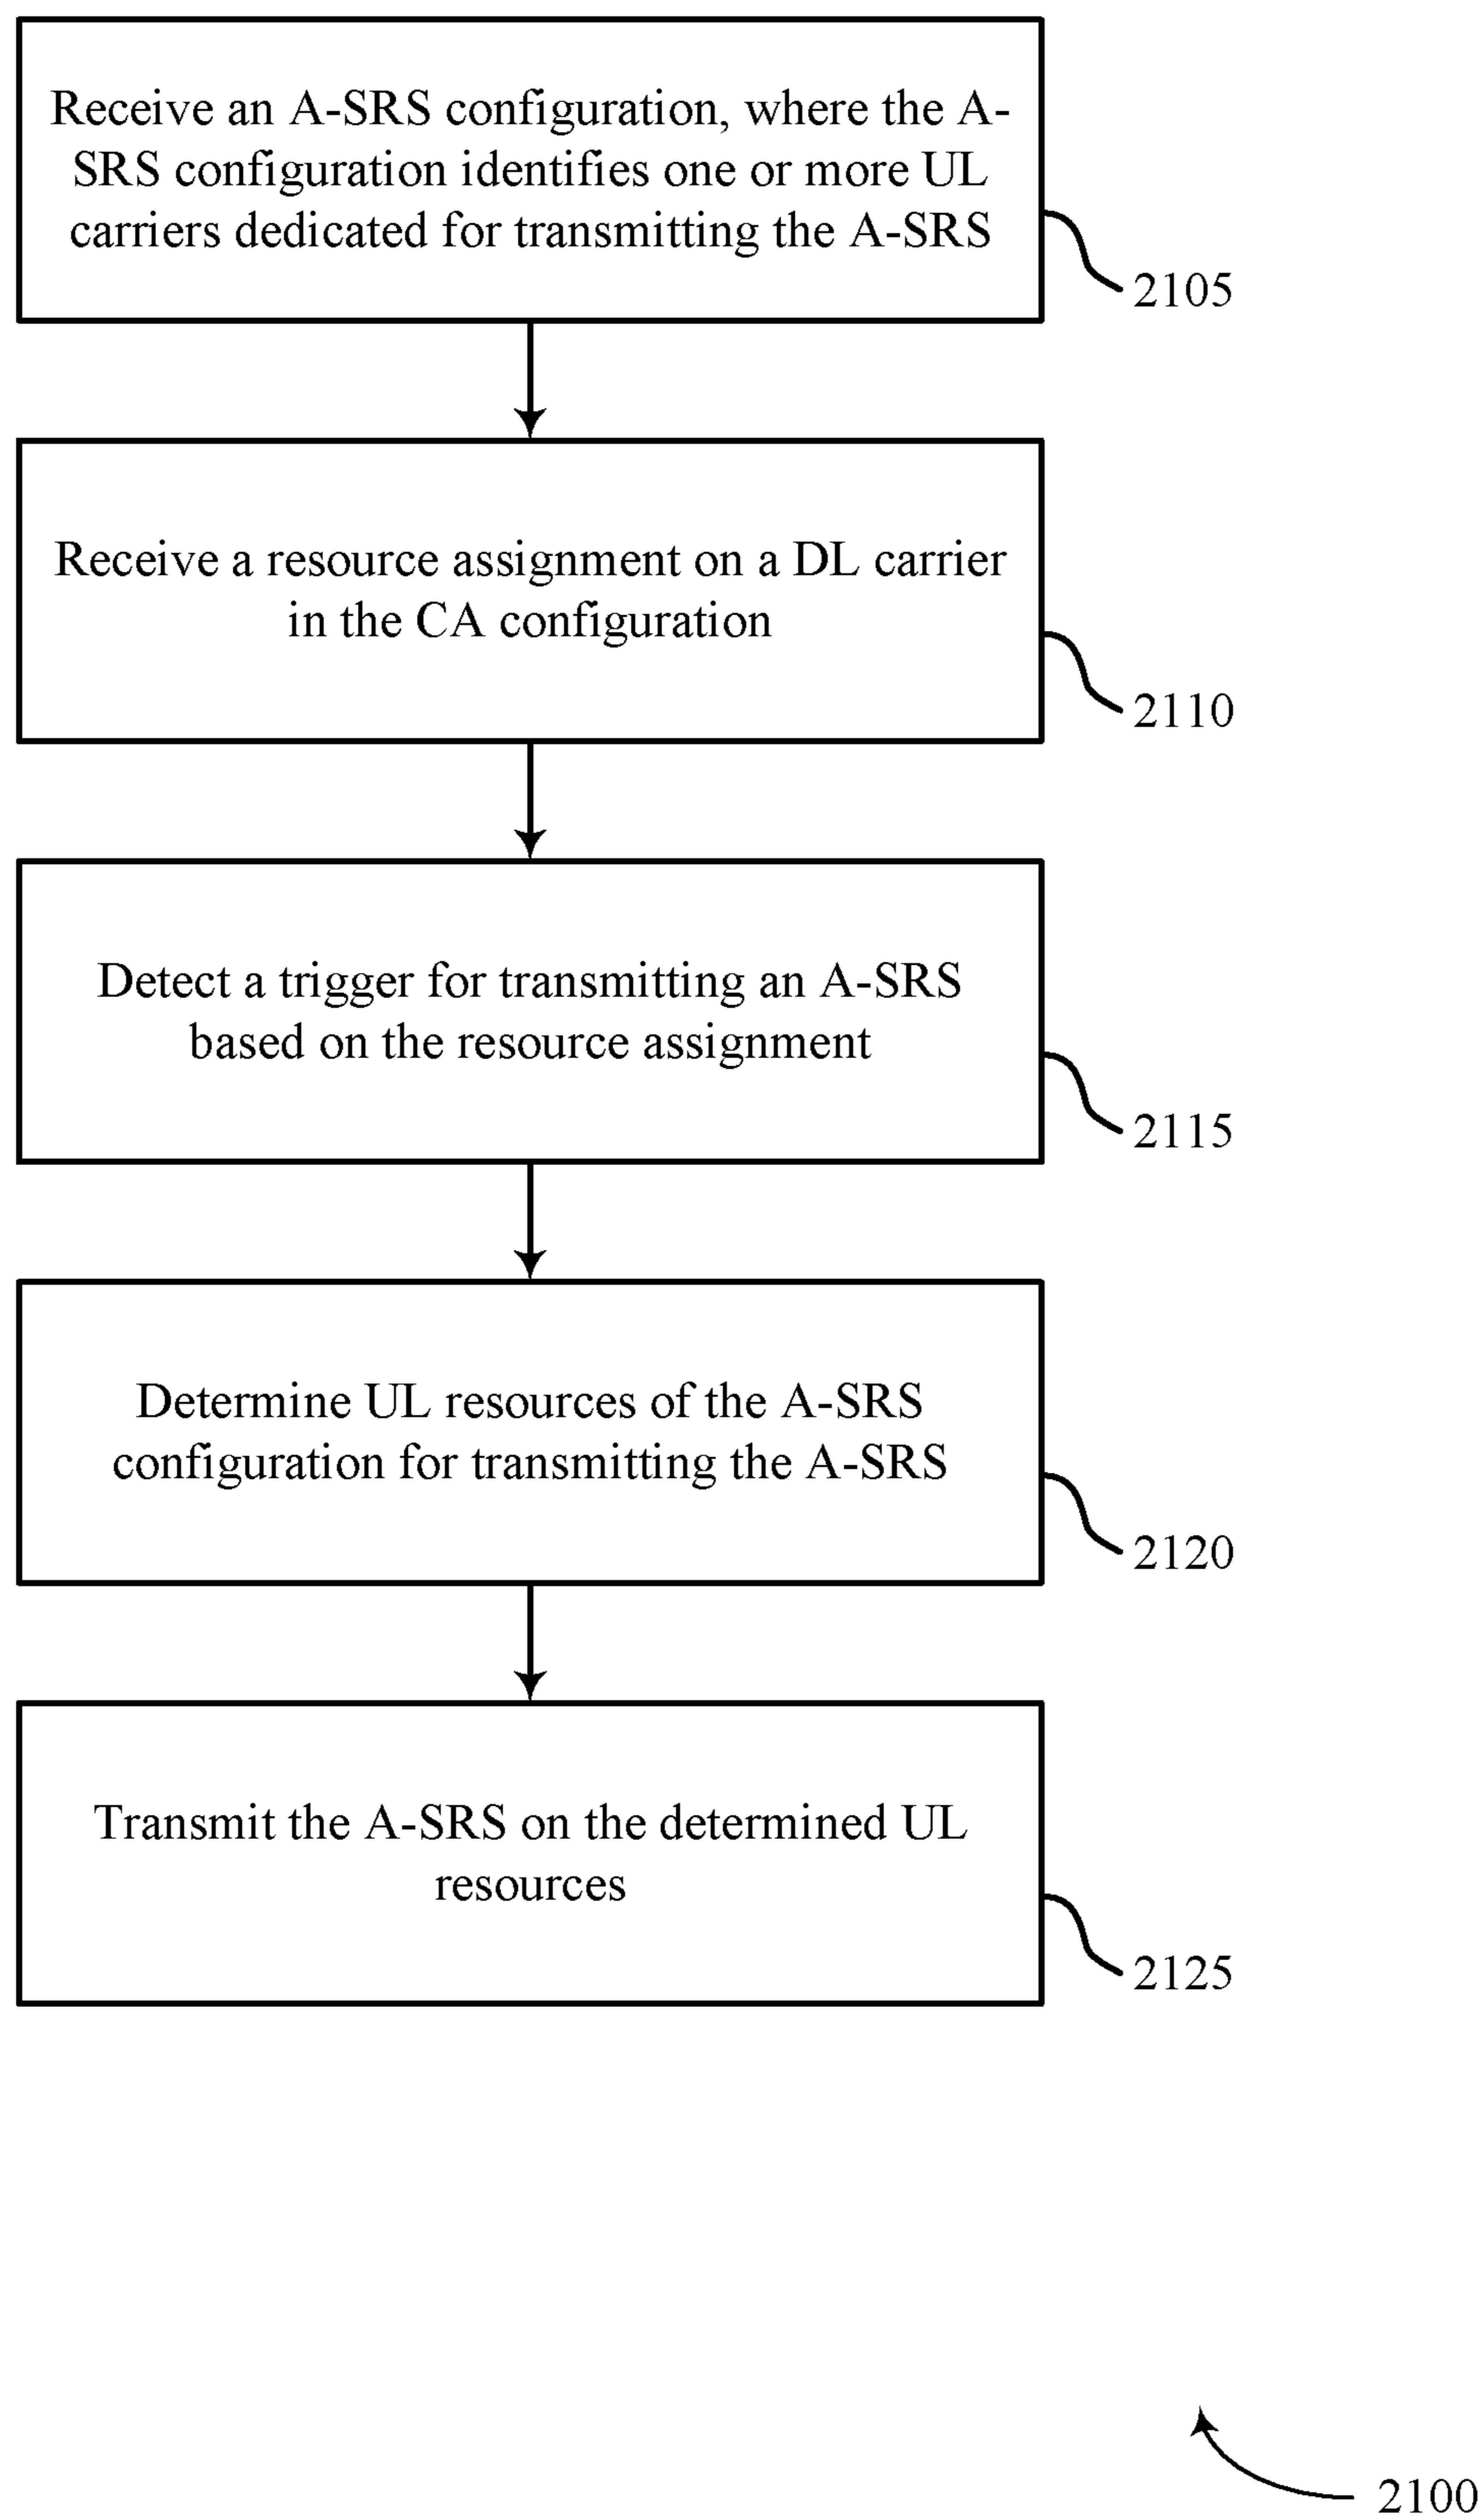 Receive an A-SRS configuration, where the A-
SRS configuration identifies one or more UL
carriers dedicated for transmitting the A-SRS
2105
Receive a resource assignment on a DL carrier
in the CA configuration
2110
Detect a trigger for transmitting an A-SRS
based on the resource assignment
2115
Determine UL resources of the A-SRS
configuration for transmitting the A-SRS
2120
Transmit the A-SRS on the determined UL
resources
2125
2100